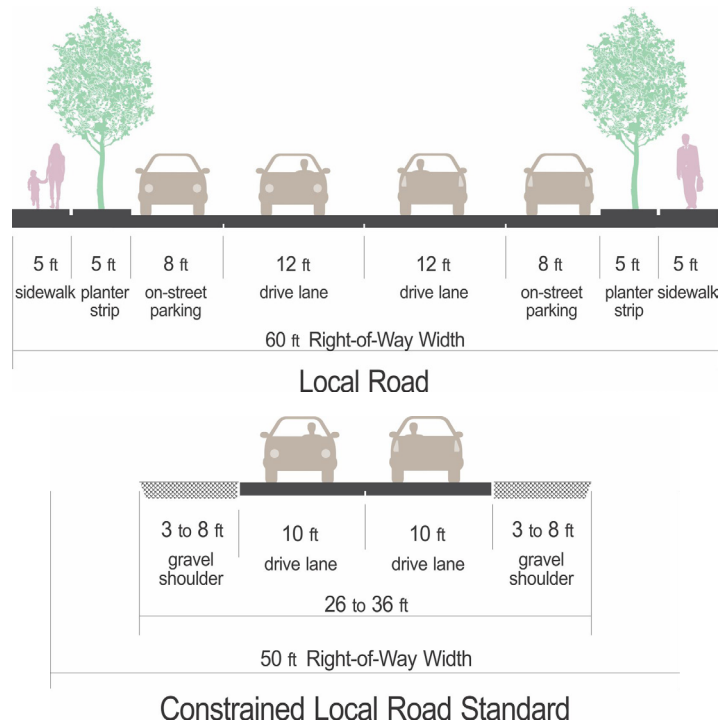 5 ft 5 ft 8 ft 12 ft 12 ft 8 ft 5 ft 5 ft
sidewalk planter on-street drive lane drive lane on-street planter sidewalk
strip parking parking strip
60 ft Right-of-Way Width
Local Road
3 to 8 ft 10 ft 10 ft 3 to 8 ft
gravel drive lane drive lane gravel
shoulder shoulder
26 to 36 ft
50 ft Right-of-Way Width
Constrained Local Road Standard